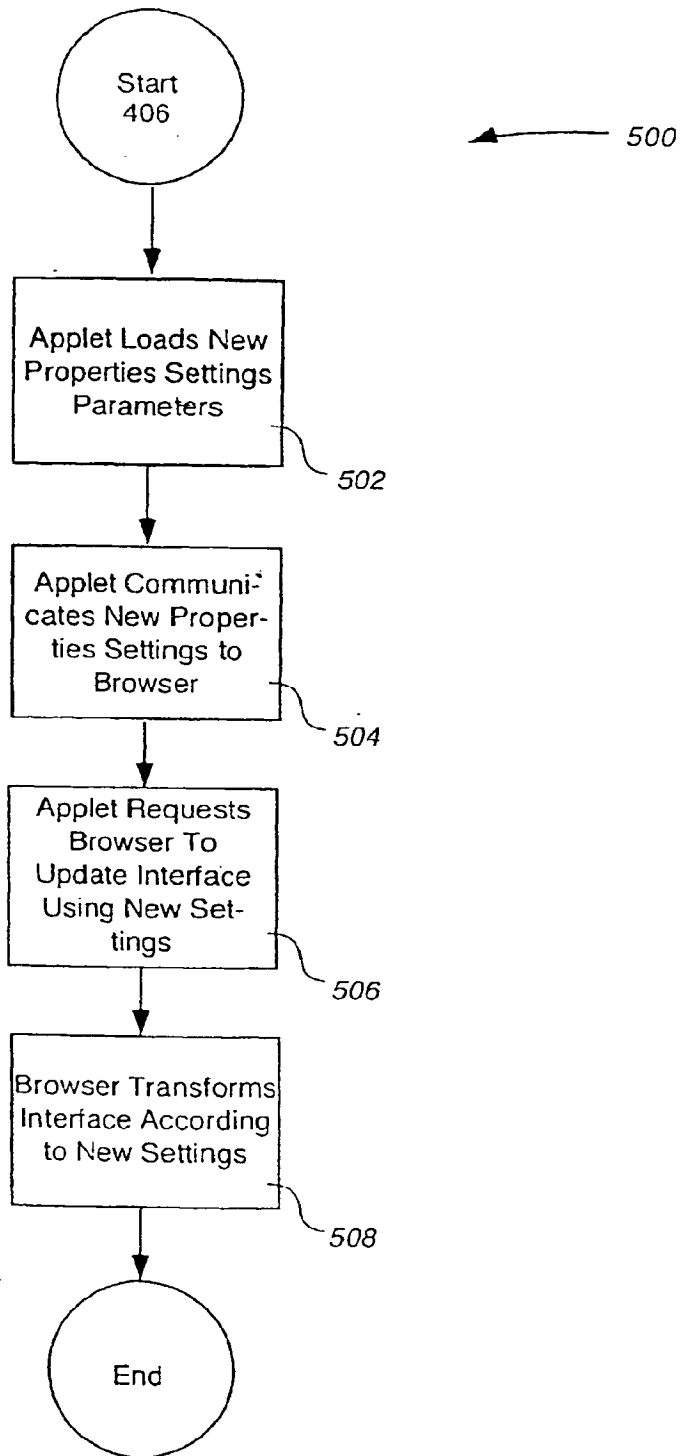 Start
406
500
Applet Loads New
Properties Settings
Parameters
502
Applet Communi-
cates New Proper-
ties Settings to
Browser
504
Applet Requests
Browser To
Update Interface
Using New Set-
tings
506
Browser Transforms
Interface According
to New Settings
508
End